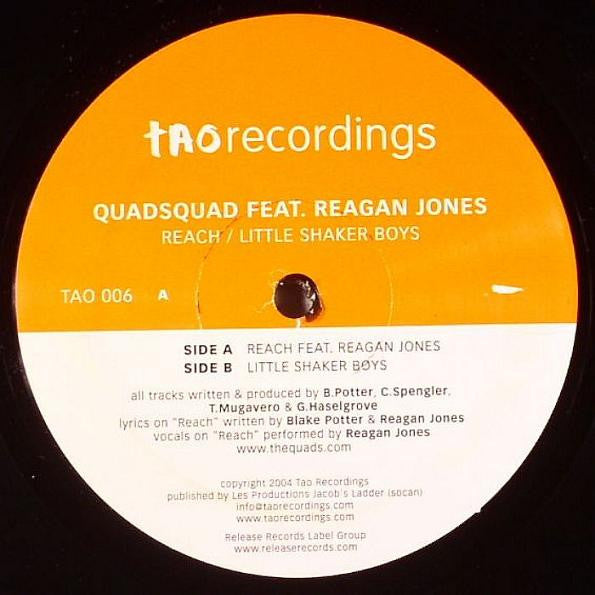 tAOrecordings
QUADSQUAD FEAT. REAGAN JONES
REACH / LITTLE SHAKER BOYS
TAO 006 A
SIDE A REACH FEAT. REAGAN JONES
SIDE B LITTLE SHAKER BØYS
all tracks written & produced by B.Potter, C.Spengler,
T.Mugavero & G.Haselgrove
lyrics on "Reach" written by Blake Potter & Reagan Jones
vocals on "Reach" performed by Reagan Jones
www.thequads.com
copyright 2004 Tao Recordings
published by Les Productions Jacob's Ladder (socan)
info@taorecordings.com
www.taorecordings.com
Release Records Label Group
www.releaserecords.com